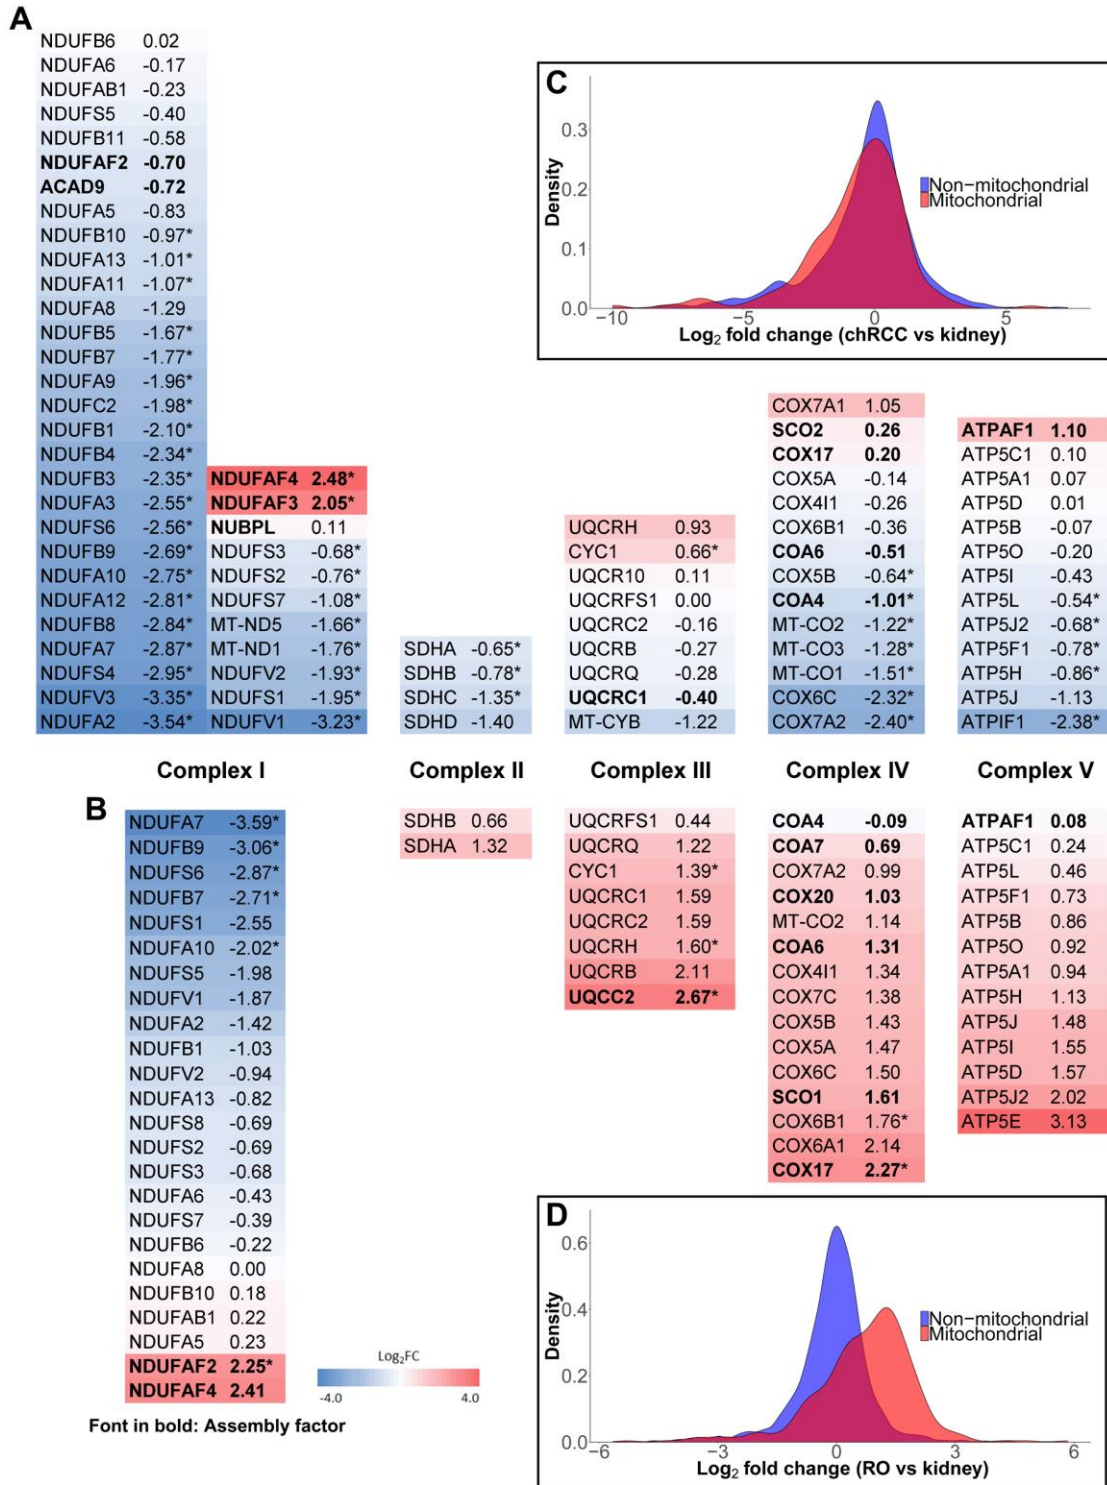 A
NDUFB6 0.02
NDUFA6 -0.17
NDUFAB1 -0.23
NDUFS5 -0.40
NDUFB11 -0.58
NDUFAF2 -0.70
ACAD9 -0.72
NDUFA5 -0.83
NDUFB10 -0.97*
NDUFA13 -1.01*
NDUFA11 -1.07*
NDUFA8 -1.29
NDUFB5 -1.67*
NDUFB7 -1.77*
NDUFA9 -1.96*
NDUFC2 -1.98*
NDUFB1 -2.10*
NDUFB4 -2.34*
NDUFB3 -2.35*
NDUFA3 -2.55*
NDUFS6 -2.56*
NDUFB9 -2.69*
NDUFA10 -2.75*
NDUFA12 -2.81*
NDUFB8 -2.84*
NDUFA7 -2.87*
NDUFS4 -2.95*
NDUFV3 -3.35*
NDUFA2 -3.54*
NDUFAF4 2.48*
NDUFAF3 2.05*
NUBPL 0.11
NDUFS3 -0.68*
NDUFS2 -0.76*
NDUFS7 -1.08*
MT-ND5 -1.66*
MT-ND1 -1.76*
NDUFV2 -1.93*
NDUFS1 -1.95*
NDUFV1 -3.23*
SDHA -0.65*
SDHB -0.78*
SDHC -1.35*
SDHD -1.40
UQCRH 0.93
CYC1 0.66*
UQCR10 0.11
UQCRFS1 0.00
UQCRC2 -0.16
UQCRB -0.27
UQCRQ -0.28
UQCRC1 -0.40
MT-CYB -1.22
COX7A1 1.05
SCO2 0.26
COX17 0.20
COX5A -0.14
COX4I1 -0.26
COX6B1 -0.36
COA6 -0.51
COX5B -0.64*
COA4 -1.01*
MT-CO2 -1.22*
MT-CO3 -1.28*
MT-CO1 -1.51*
COX6C -2.32*
COX7A2 -2.40*
ATPAF1 1.10
ATP5C1 0.10
ATP5A1 0.07
ATP5D 0.01
ATP5B -0.07
ATP5O -0.20
ATP5I -0.43
ATP5L -0.54*
ATP5J2 -0.68*
ATP5F1 -0.78*
ATP5H -0.86*
ATP5J -1.13
ATPIF1 -2.38*
C
Density
0.3
0.2
0.1
0.0
Non-mitochondrial
Mitochondrial
-10 -5 0 5
Log₂ fold change (chRCC vs kidney)
Complex I Complex II Complex III Complex IV Complex V
B
NDUFA7 -3.59*
NDUFB9 -3.06*
NDUFS6 -2.87*
NDUFB7 -2.71*
NDUFS1 -2.55
NDUFA10 -2.02*
NDUFS5 -1.98
NDUFV1 -1.87
NDUFA2 -1.42
NDUFB1 -1.03
NDUFV2 -0.94
NDUFA13 -0.82
NDUFS8 -0.69
NDUFS2 -0.69
NDUFS3 -0.68
NDUFA6 -0.43
NDUFS7 -0.39
NDUFB6 -0.22
NDUFA8 0.00
NDUFB10 0.18
NDUFAB1 0.22
NDUFA5 0.23
NDUFAF2 2.25*
NDUFAF4 2.41
Font in bold: Assembly factor
Log₂FC
-4.0 4.0
SDHB 0.66
SDHA 1.32
UQCRFS1 0.44
UQCRQ 1.22
CYC1 1.39*
UQCRC1 1.59
UQCRC2 1.59
UQCRH 1.60*
UQCRB 2.11
UQCC2 2.67*
COA4 -0.09
COA7 0.69
COX7A2 0.99
COX20 1.03
MT-CO2 1.14
COA6 1.31
COX4I1 1.34
COX7C 1.38
COX5B 1.43
COX5A 1.47
COX6C 1.50
SCO1 1.61
COX6B1 1.76*
COX6A1 2.14
COX17 2.27*
ATPAF1 0.08
ATP5C1 0.24
ATP5L 0.46
ATP5F1 0.73
ATP5B 0.86
ATP5O 0.92
ATP5A1 0.94
ATP5H 1.13
ATP5J 1.48
ATP5I 1.55
ATP5D 1.57
ATP5J2 2.02
ATP5E 3.13
D
Density
0.6
0.4
0.2
0.0
Non-mitochondrial
Mitochondrial
-6 -3 0 3 6
Log₂ fold change (RO vs kidney)